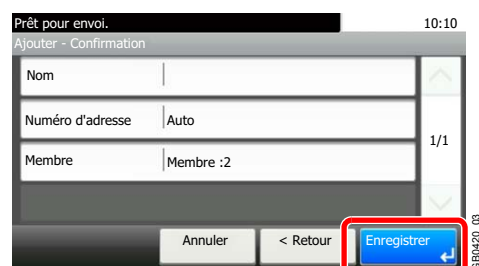 Prêt pour envoi. 10:10
Ajouter - Confirmation
Nom
Numéro d'adresse Auto
1/1
Membre Membre :2
Annuler < Retour Enregistrer